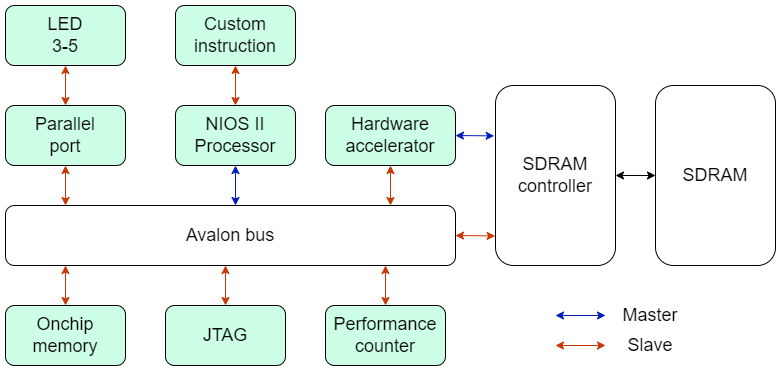 LED
3-5
Custom
instruction
Parallel
port
NIOS II
Processor
Hardware
accelerator
SDRAM
controller
SDRAM
Avalon bus
Onchip
memory
JTAG
Performance
counter
Master
Slave